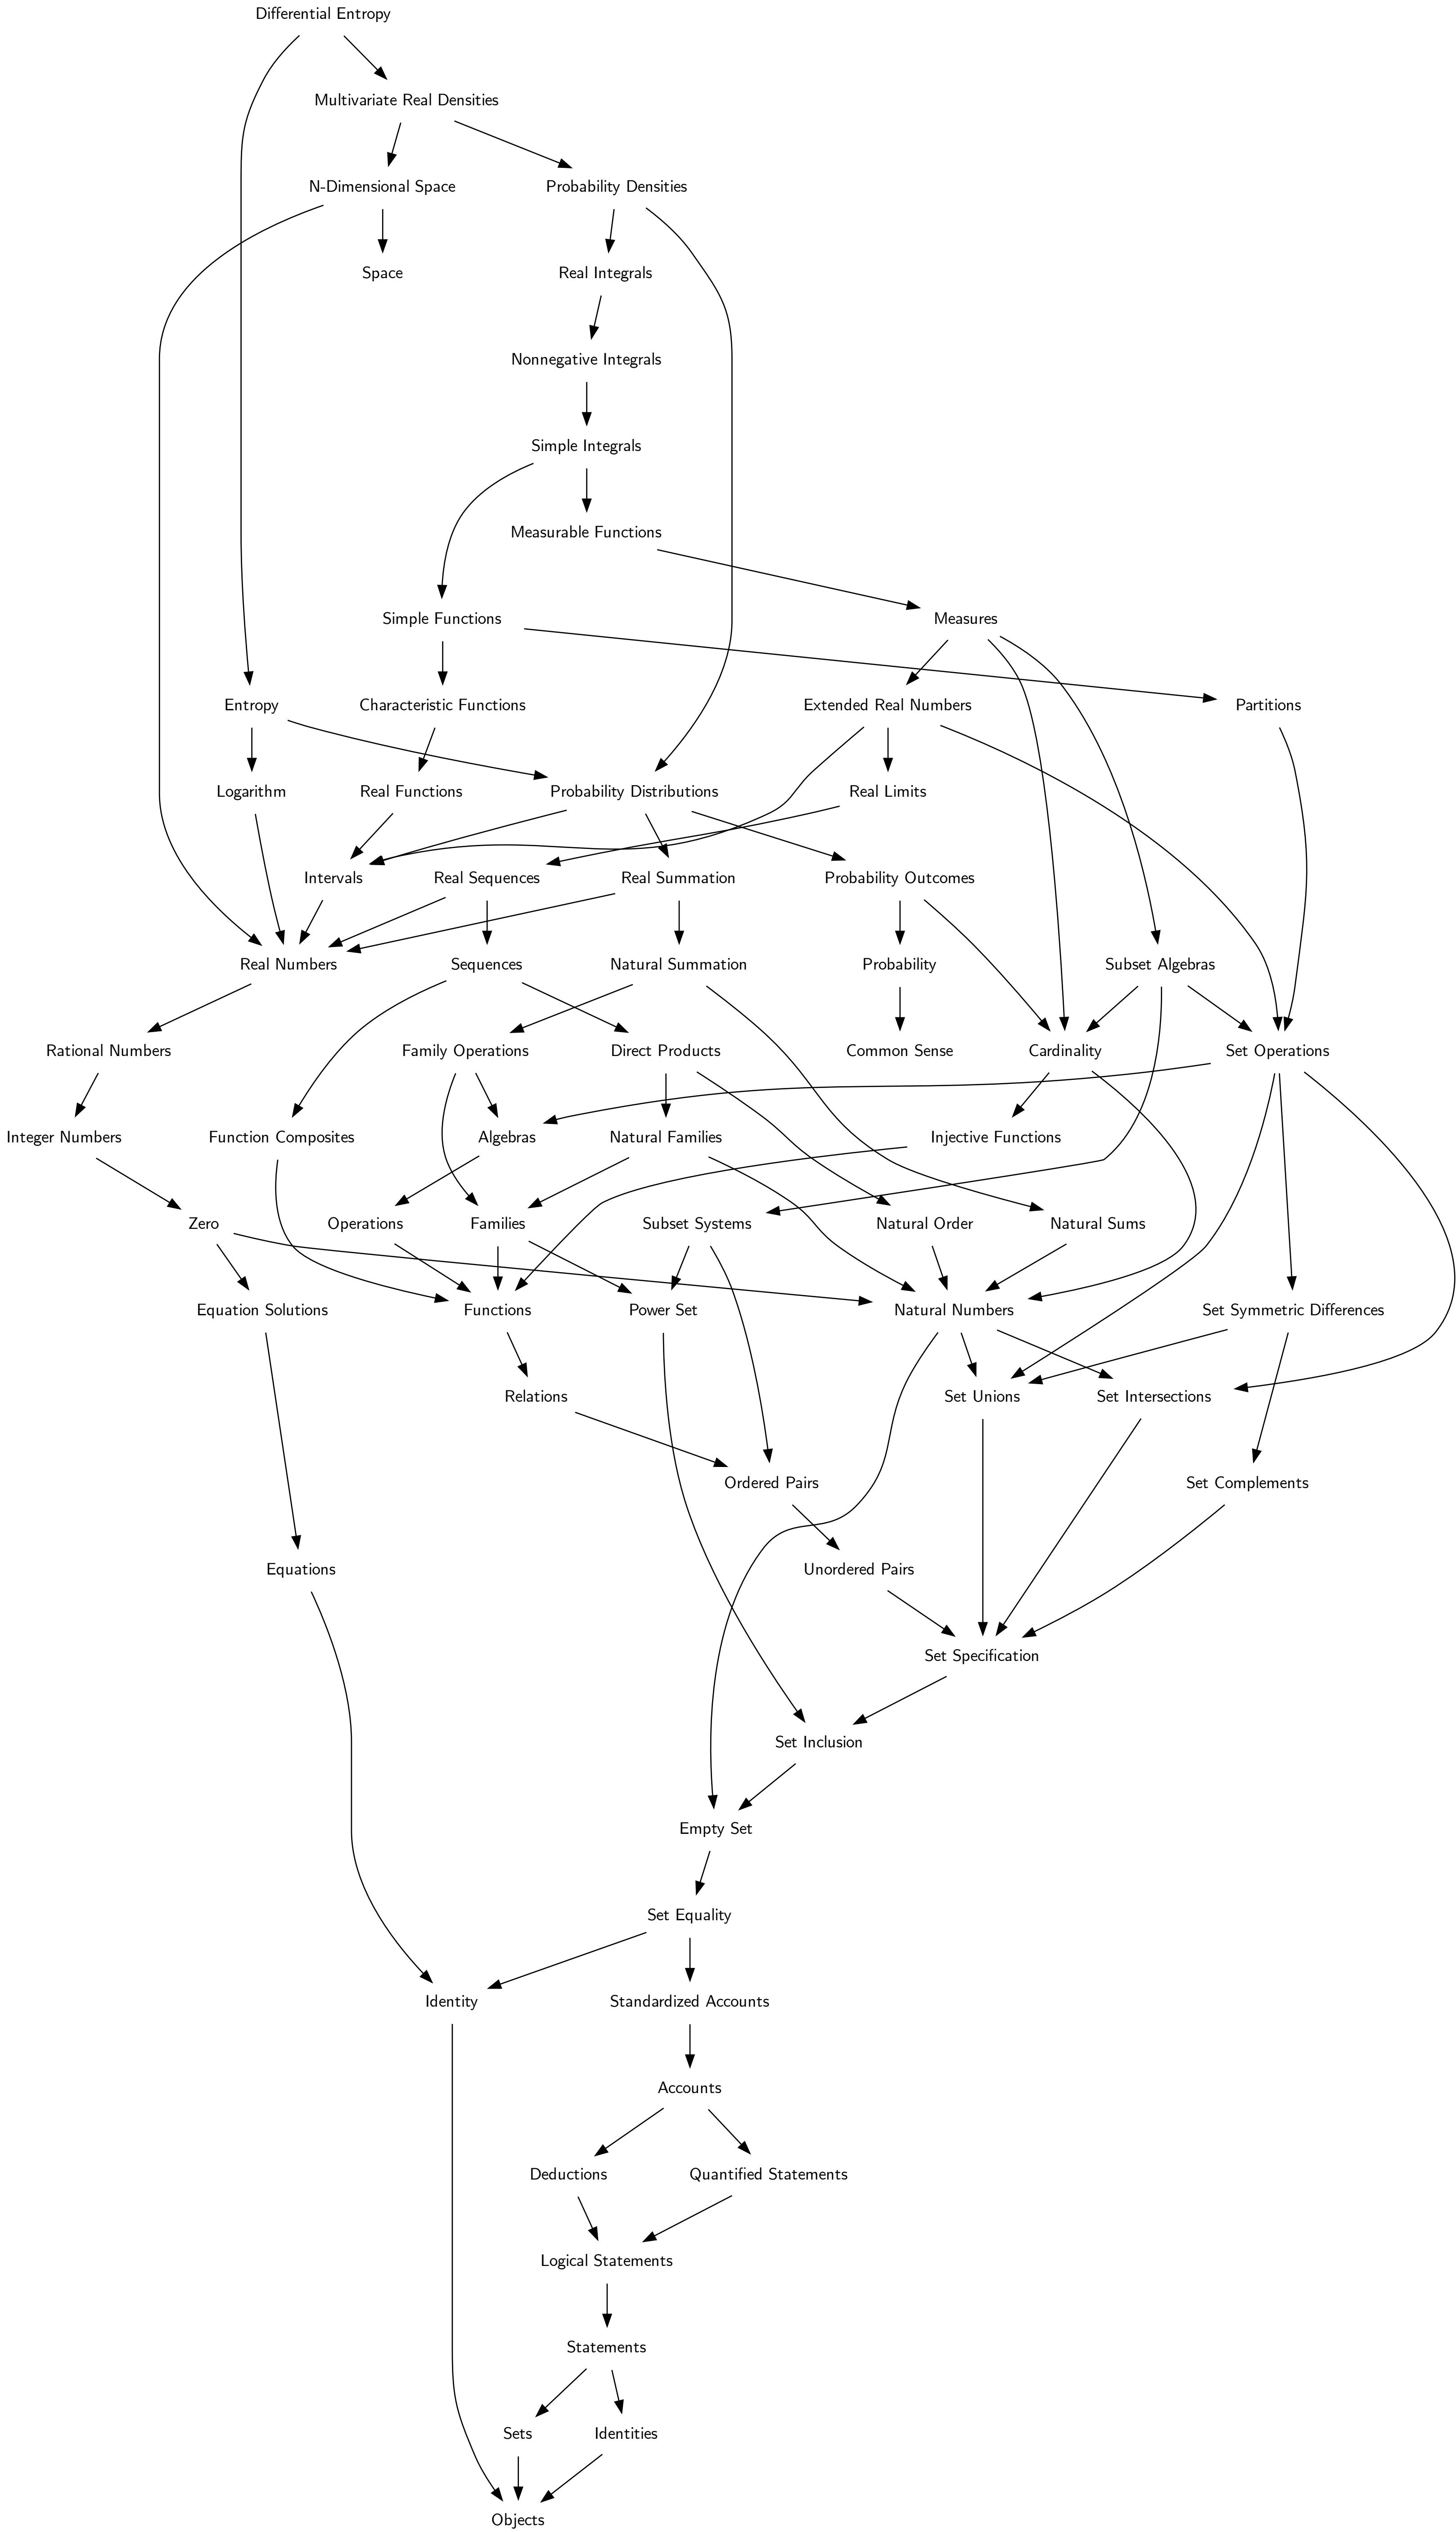 Differential Entropy
Multivariate Real Densities
N-Dimensional Space
Probability Densities
Space
Real Integrals
Nonnegative Integrals
Simple Integrals
Measurable Functions
Simple Functions
Measures
Entropy
Characteristic Functions
Extended Real Numbers
Partitions
Logarithm
Real Functions
Probability Distributions
Real Limits
Intervals
Real Sequences
Real Summation
Probability Outcomes
Real Numbers
Sequences
Natural Summation
Probability
Subset Algebras
Rational Numbers
Family Operations
Direct Products
Common Sense
Cardinality
Set Operations
Integer Numbers
Function Composites
Algebras
Natural Families
Injective Functions
Zero
Operations
Families
Subset Systems
Natural Order
Natural Sums
Equation Solutions
Functions
Power Set
Natural Numbers
Set Symmetric Differences
Relations
Set Unions
Set Intersections
Ordered Pairs
Set Complements
Equations
Unordered Pairs
Set Specification
Set Inclusion
Empty Set
Set Equality
Identity
Standardized Accounts
Accounts
Deductions
Quantified Statements
Logical Statements
Statements
Sets
Identities
Objects